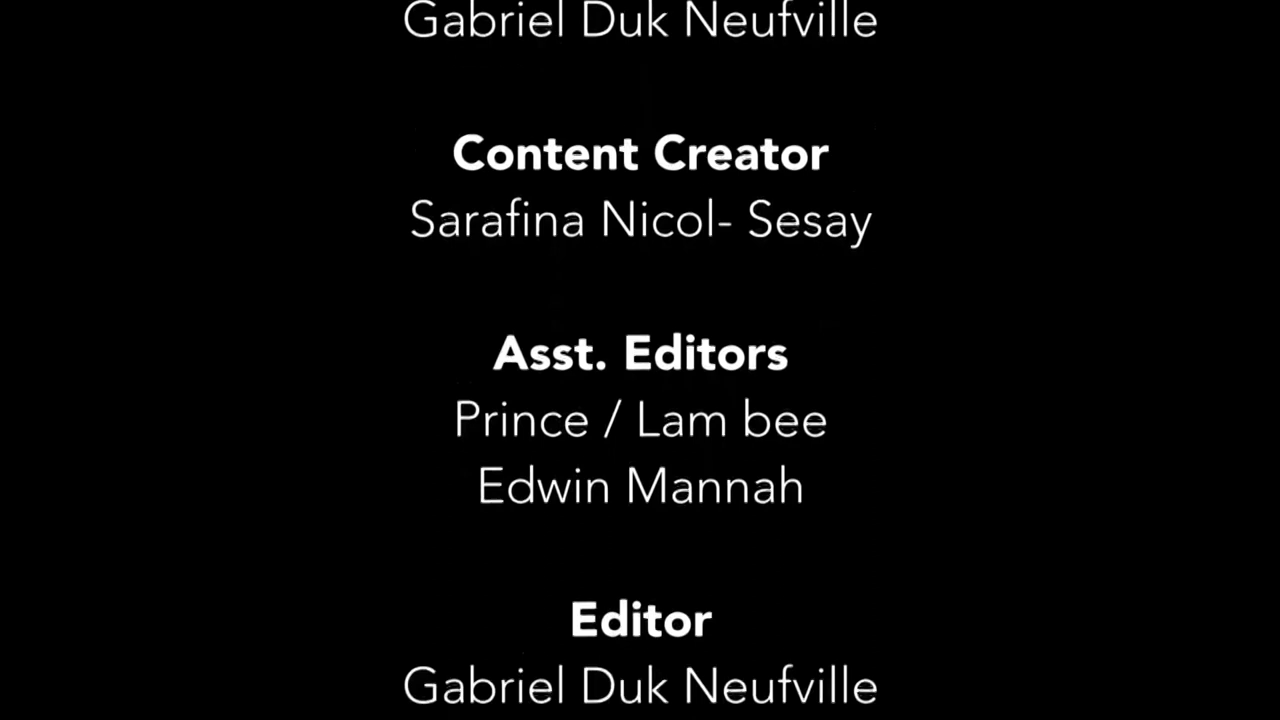 Gabriel Duk Neufville
Content Creator
Sarafina Nicol- Sesay
Asst. Editors
Prince / Lam bee
Edwin Mannah
Editor
Gabriel Duk Neufville